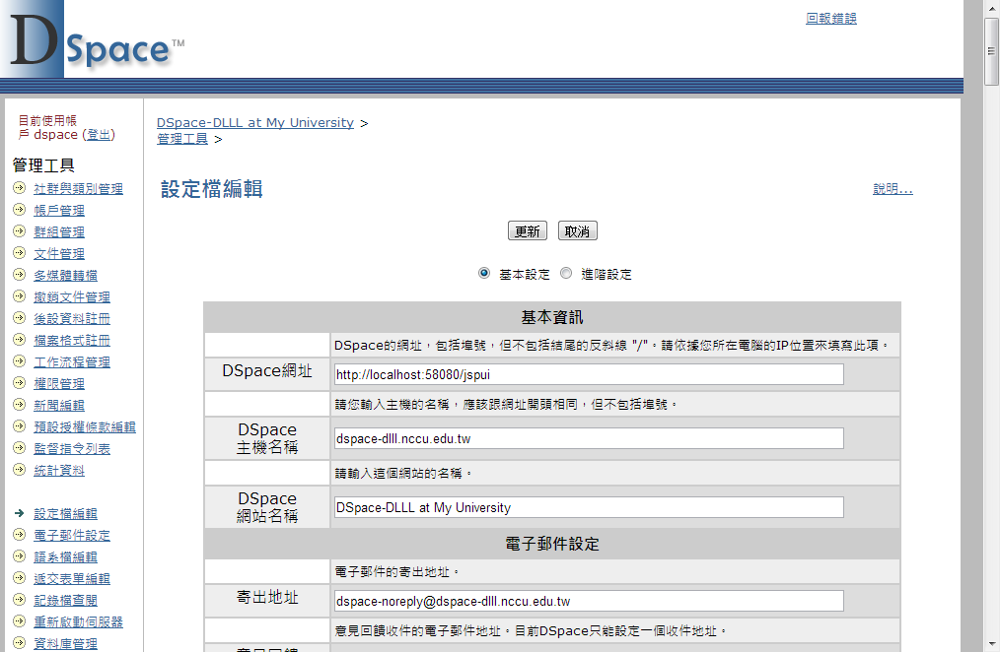 DSpace™
回報錯誤
目前使用帳
戶 dspace (登出)
管理工具
社群與類別管理
帳戶管理
群組管理
文件管理
多媒體轉檔
撤銷文件管理
後設資料註冊
檔案格式註冊
工作流程管理
權限管理
新聞編輯
預設授權條款編輯
監督指令列表
統計資料
設定檔編輯
電子郵件設定
語系檔編輯
遞交表單編輯
記錄檔查閱
重新啟動伺服器
資料庫管理
DSpace-DLLL at My University >
管理工具 >
設定檔編輯
說明...
更新 取消
基本設定 進階設定
基本資訊
DSpace的網址，包括埠號，但不包括結尾的反斜線 "/"。請依據您所在電腦的IP位置來填寫此項。
DSpace網址
http://localhost:58080/jspui
請您輸入主機的名稱，應該跟網址開頭相同，但不包括埠號。
DSpace
主機名稱
dspace-dlll.nccu.edu.tw
請輸入這個網站的名稱。
DSpace
網站名稱
DSpace-DLLL at My University
電子郵件設定
電子郵件的寄出地址。
寄出地址
dspace-noreply@dspace-dlll.nccu.edu.tw
意見回饋收件的電子郵件地址。目前DSpace只能設定一個收件地址。
意見回饋